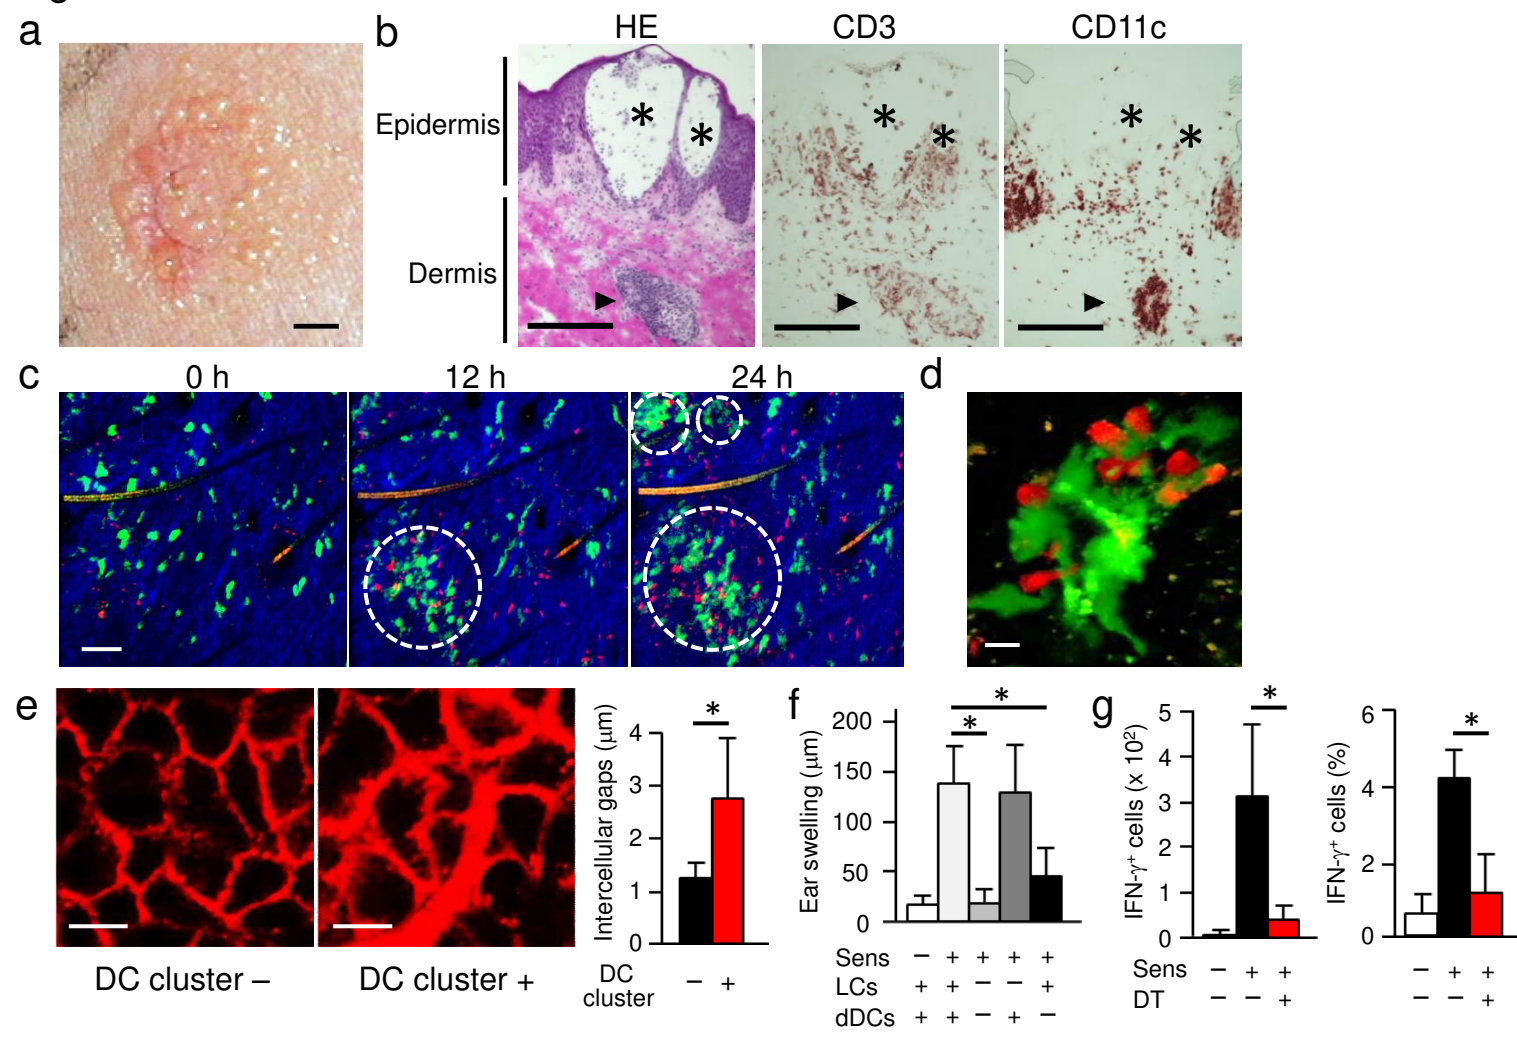 a
b
HE
CD3
CD11c
Epidermis
Dermis
*
*
*
*
*
*
c
0 h
12 h
24 h
d
e
DC cluster –
DC cluster +
Intercellular gaps (μm)
4
3
2
1
0
*
DC
cluster
– +
f
Ear swelling (μm)
200
150
100
50
0
*
*
Sens – + + + +
LCs + + – – +
dDCs + + – + –
g
IFN-γ⁺ cells (x 10²)
5
4
3
2
1
0
*
Sens – + +
DT – – +
IFN-γ⁺ cells (%)
6
4
2
0
*
– + +
– – +